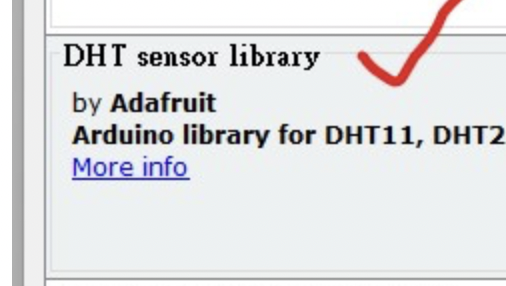 DHT sensor library
by Adafruit
Arduino library for DHT11, DHT2
More info